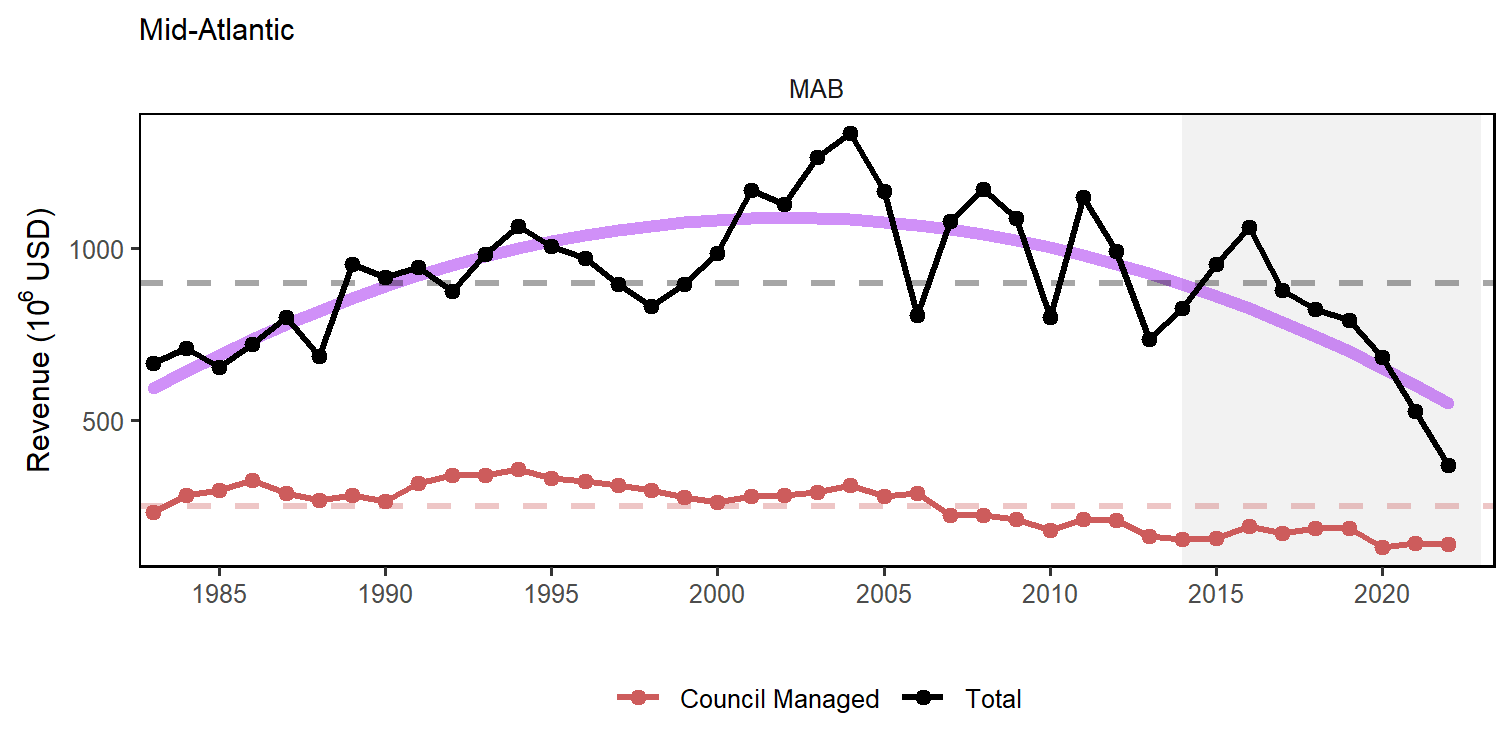 Mid-Atlantic
MAB
Revenue (10⁶ USD)
1000
500
1985 1990 1995 2000 2005 2010 2015 2020
Council Managed Total